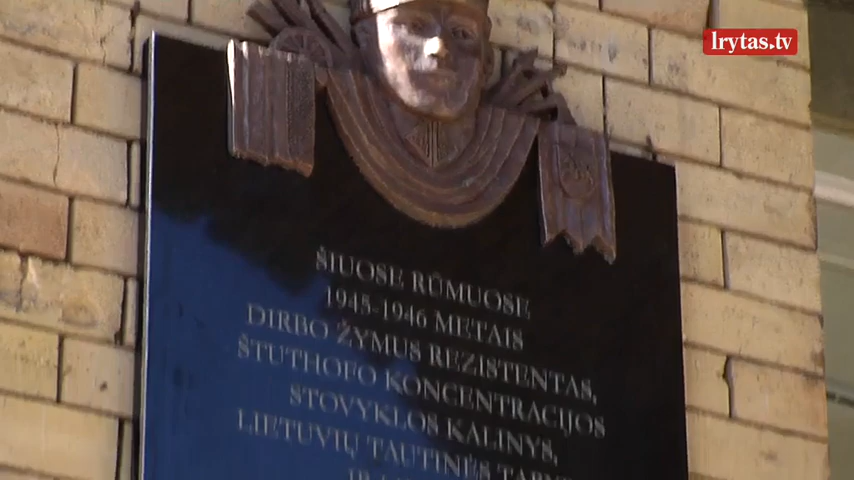 lrytas.tv
ŠIUOSE RŪMUOSE
1945-1946 METAIS
DIRBO ŽYMUS REZISTENTAS,
ŠTUTHOFO KONCENTRACIJOS
STOVYKLOS KALINYS,
LIETUVIŲ TAUTINĖS